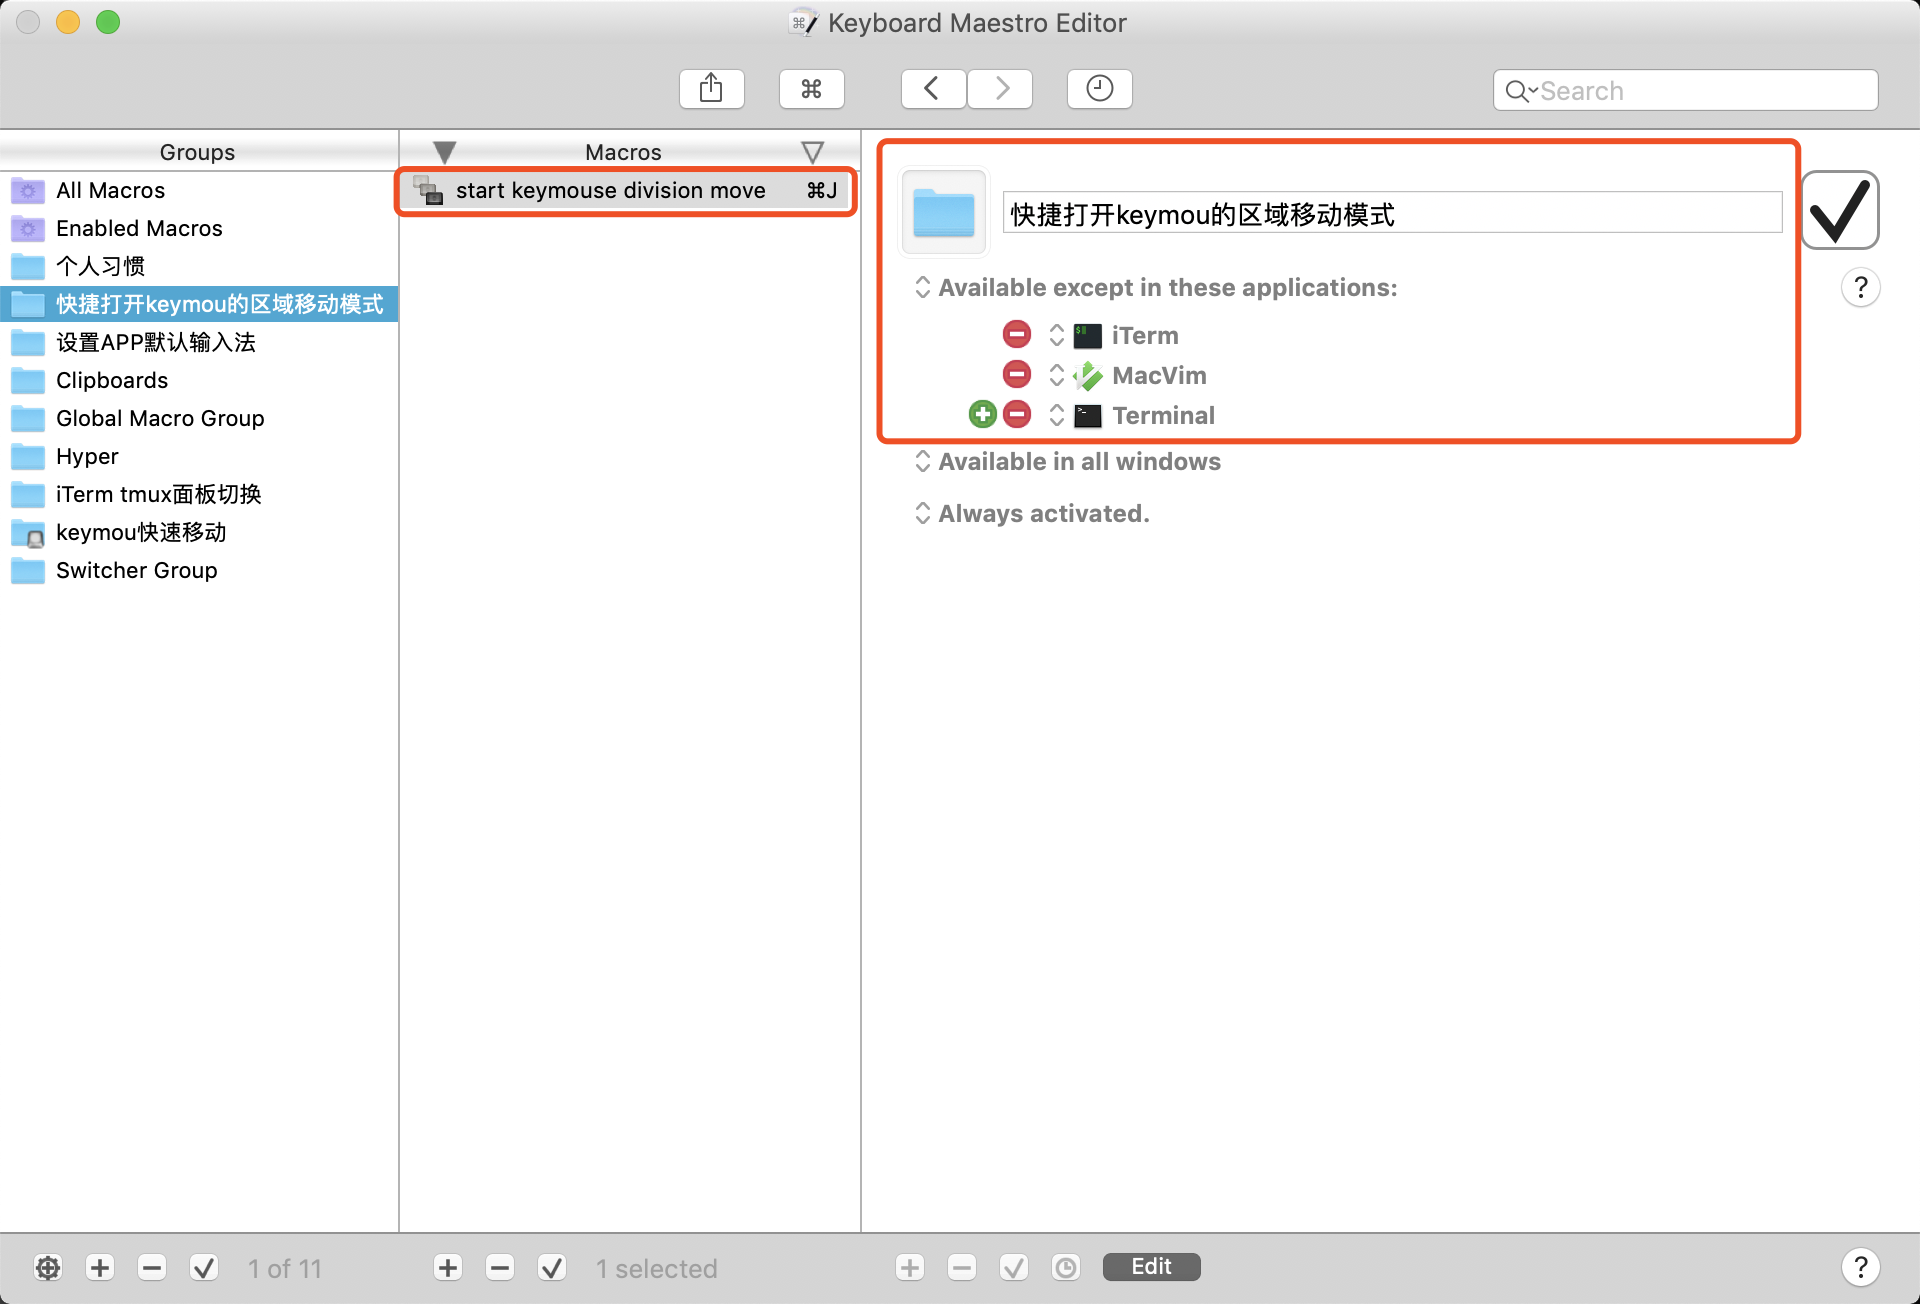 Keyboard Maestro Editor
Search
Groups
All Macros
Enabled Macros
个人习惯
快捷打开keymou的区域移动模式
设置APP默认输入法
Clipboards
Global Macro Group
Hyper
iTerm tmux面板切换
keymou快速移动
Switcher Group
Macros
start keymouse division move ⌘J
快捷打开keymou的区域移动模式
?
Available except in these applications:
iTerm
MacVim
Terminal
Available in all windows
Always activated.
1 of 11
1 selected
Edit
?